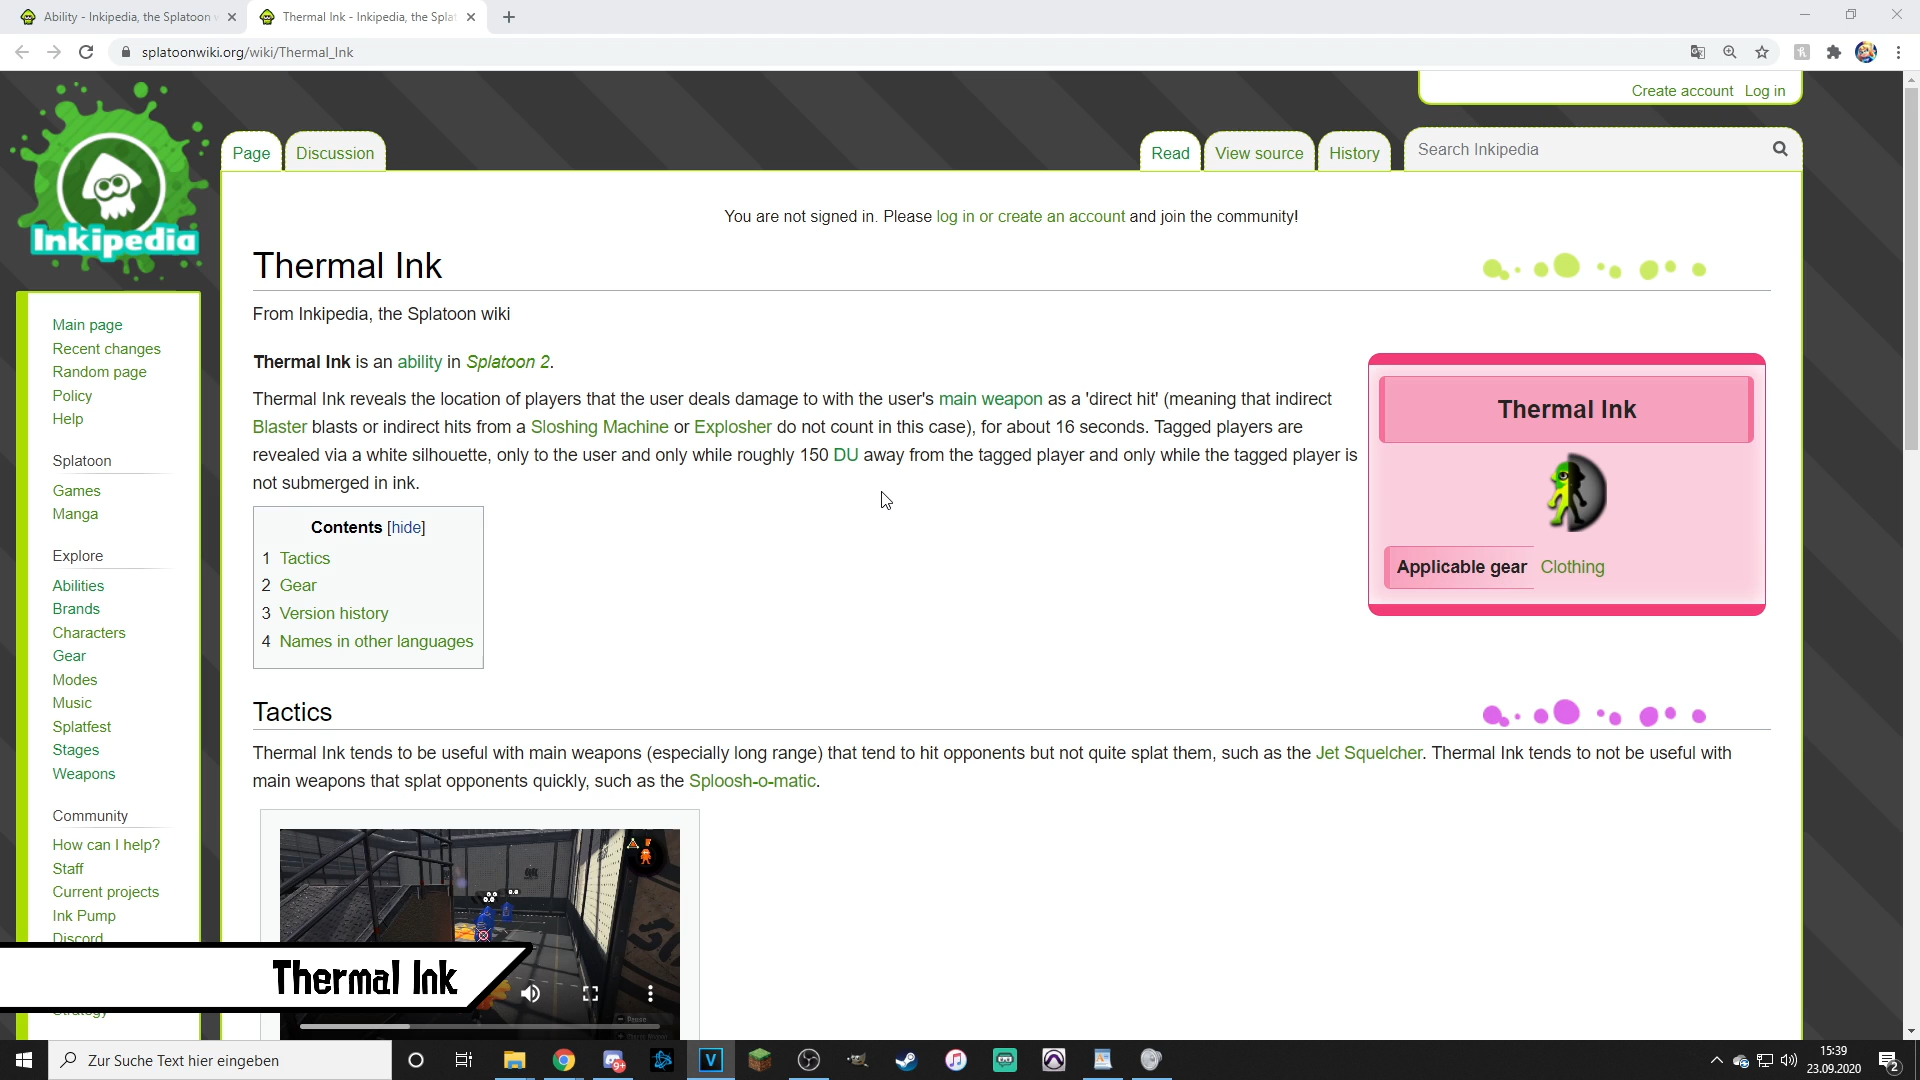 Ability - Inkipedia, the Splatoon
Thermal Ink - Inkipedia, the Splat
splatoonwiki.org/wiki/Thermal_Ink
Create account Log in
Page Discussion Read View source History Search Inkipedia
Inkipedia
You are not signed in. Please log in or create an account and join the community!
Thermal Ink
From Inkipedia, the Splatoon wiki
Thermal Ink is an ability in Splatoon 2.
Thermal Ink reveals the location of players that the user deals damage to with the user's main weapon as a 'direct hit' (meaning that indirect
Blaster blasts or indirect hits from a Sloshing Machine or Explosher do not count in this case), for about 16 seconds. Tagged players are
revealed via a white silhouette, only to the user and only while roughly 150 DU away from the tagged player and only while the tagged player is
not submerged in ink.
Thermal Ink
Applicable gear Clothing
Contents [hide]
1 Tactics
2 Gear
3 Version history
4 Names in other languages
Tactics
Thermal Ink tends to be useful with main weapons (especially long range) that tend to hit opponents but not quite splat them, such as the Jet Squelcher. Thermal Ink tends to not be useful with
main weapons that splat opponents quickly, such as the Sploosh-o-matic.
Main page
Recent changes
Random page
Policy
Help
Splatoon
Games
Manga
Explore
Abilities
Brands
Characters
Gear
Modes
Music
Splatfest
Stages
Weapons
Community
How can I help?
Staff
Current projects
Ink Pump
Discord
Strategy
Thermal Ink
Zur Suche Text hier eingeben
9+
15:39
23.09.2020
2